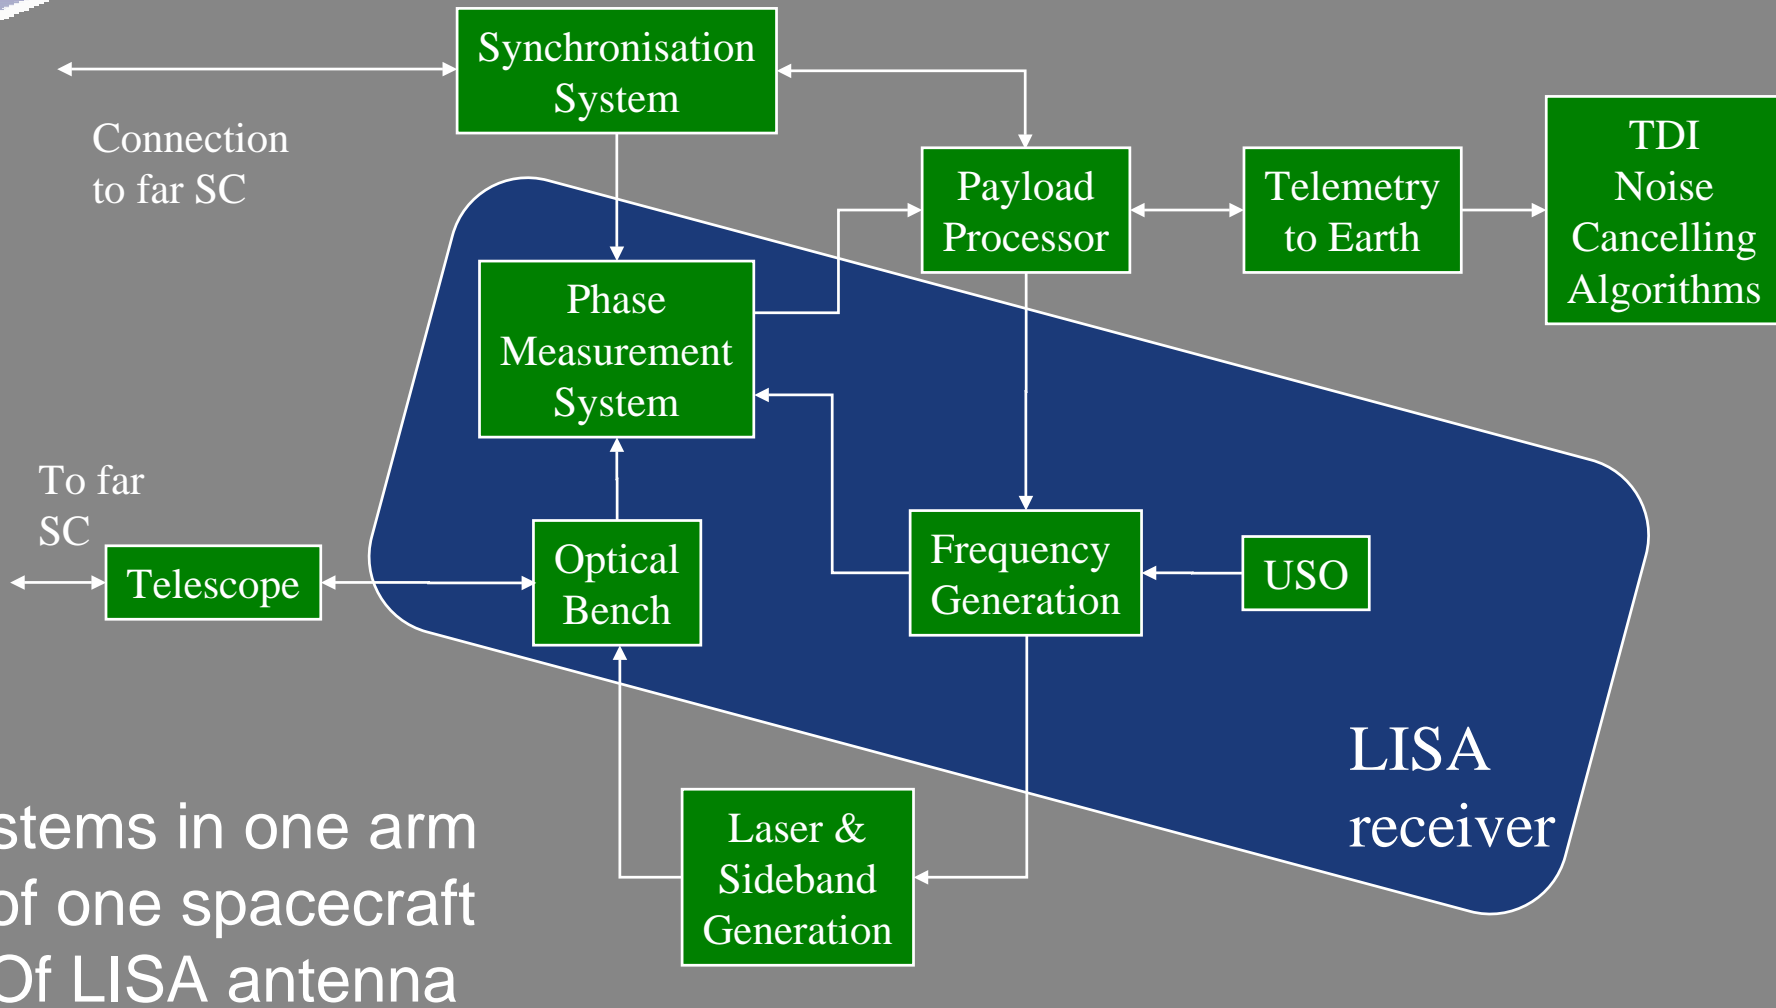 Synchronisation
System
Connection
to far SC
Payload
Processor
Telemetry
to Earth
TDI
Noise
Cancelling
Algorithms
Phase
Measurement
System
To far
SC
Telescope
Optical
Bench
Frequency
Generation
USO
LISA
receiver
Laser &
Sideband
Generation
stems in one arm
of one spacecraft
Of LISA antenna